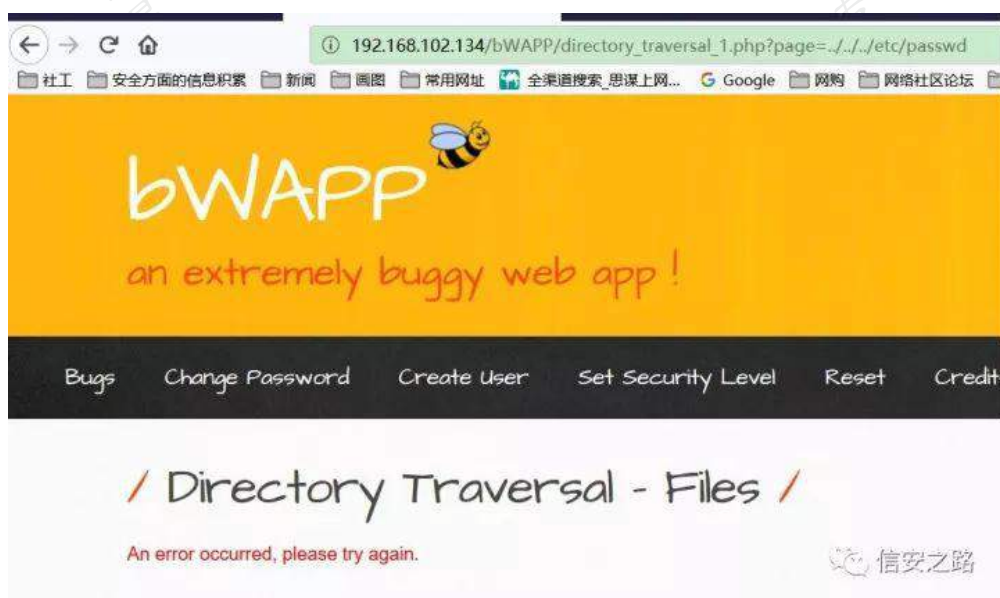 192.168.102.134/bWAPP/directory_traversal_1.php?page=../../../etc/passwd
社工 安全方面的信息积累 新闻 画图 常用网址 全渠道搜索_思谋上网... Google 网购 网络社区论坛
bWAPP
an extremely buggy web app !
Bugs Change Password Create User Set Security Level Reset Credit
/ Directory Traversal - Files /
An error occurred, please try again.
信安之路